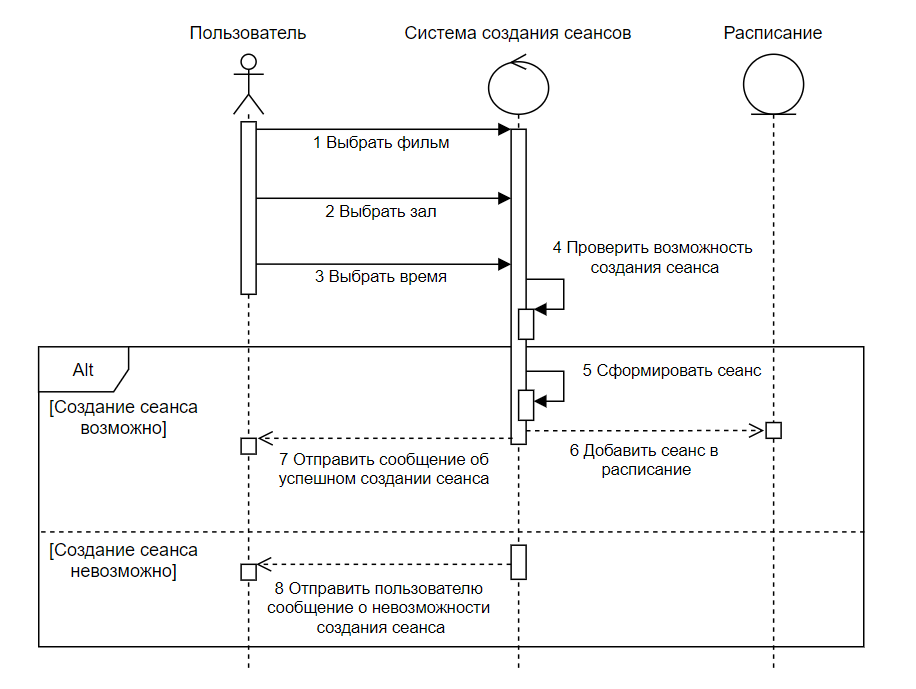 Пользователь
Система создания сеансов
Расписание
1 Выбрать фильм
2 Выбрать зал
3 Выбрать время
4 Проверить возможность
создания сеанса
Alt
5 Сформировать сеанс
[Создание сеанса
возможно]
6 Добавить сеанс в
расписание
7 Отправить сообщение об
успешном создании сеанса
[Создание сеанса
невозможно]
8 Отправить пользователю
сообщение о невозможности
создания сеанса